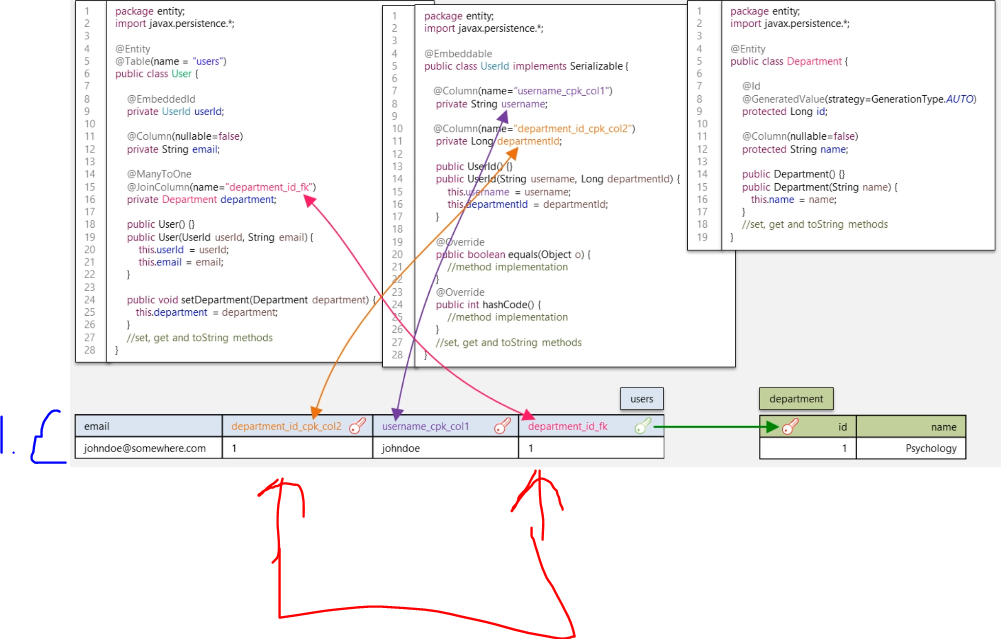 1 package entity;
2 import javax.persistence.*;
3
4 @Entity
5 @Table(name = "users")
6 public class User {
7
8 @EmbeddedId
9 private UserId userId;
10
11 @Column(nullable=false)
12 private String email;
13
14 @ManyToOne
15 @JoinColumn(name="department_id_fk")
16 private Department department;
17
18 public User() {}
19 public User(UserId userId, String email) {
20 this.userId = userId;
21 this.email = email;
22 }
23
24 public void setDepartment(Department department) {
25 this.department = department;
26 }
27 //set, get and toString methods
28 }
1 package entity;
2 import javax.persistence.*;
3
4 @Embeddable
5 public class UserId implements Serializable {
6
7 @Column(name="username_cpk_col1")
8 private String username;
9
10 @Column(name="department_id_cpk_col2")
11 private Long departmentId;
12
13 public UserId() {}
14 public UserId(String username, Long departmentId) {
15 this.username = username;
16 this.departmentId = departmentId;
17 }
18
19 @Override
20 public boolean equals(Object o) {
21 //method implementation
22 }
23 @Override
24 public int hashCode() {
25 //method implementation
26 }
27 //set, get and toString methods
28 }
1 package entity;
2 import javax.persistence.*;
3
4 @Entity
5 public class Department {
6
7 @Id
8 @GeneratedValue(strategy=GenerationType.AUTO)
9 protected Long id;
10
11 @Column(nullable=false)
12 protected String name;
13
14 public Department() {}
15 public Department(String name) {
16 this.name = name;
17 }
18 //set, get and toString methods
19 }
users
department
1.
email department_id_cpk_col2 username_cpk_col1 department_id_fk
johndoe@somewhere.com 1 johndoe 1
id name
1 Psychology